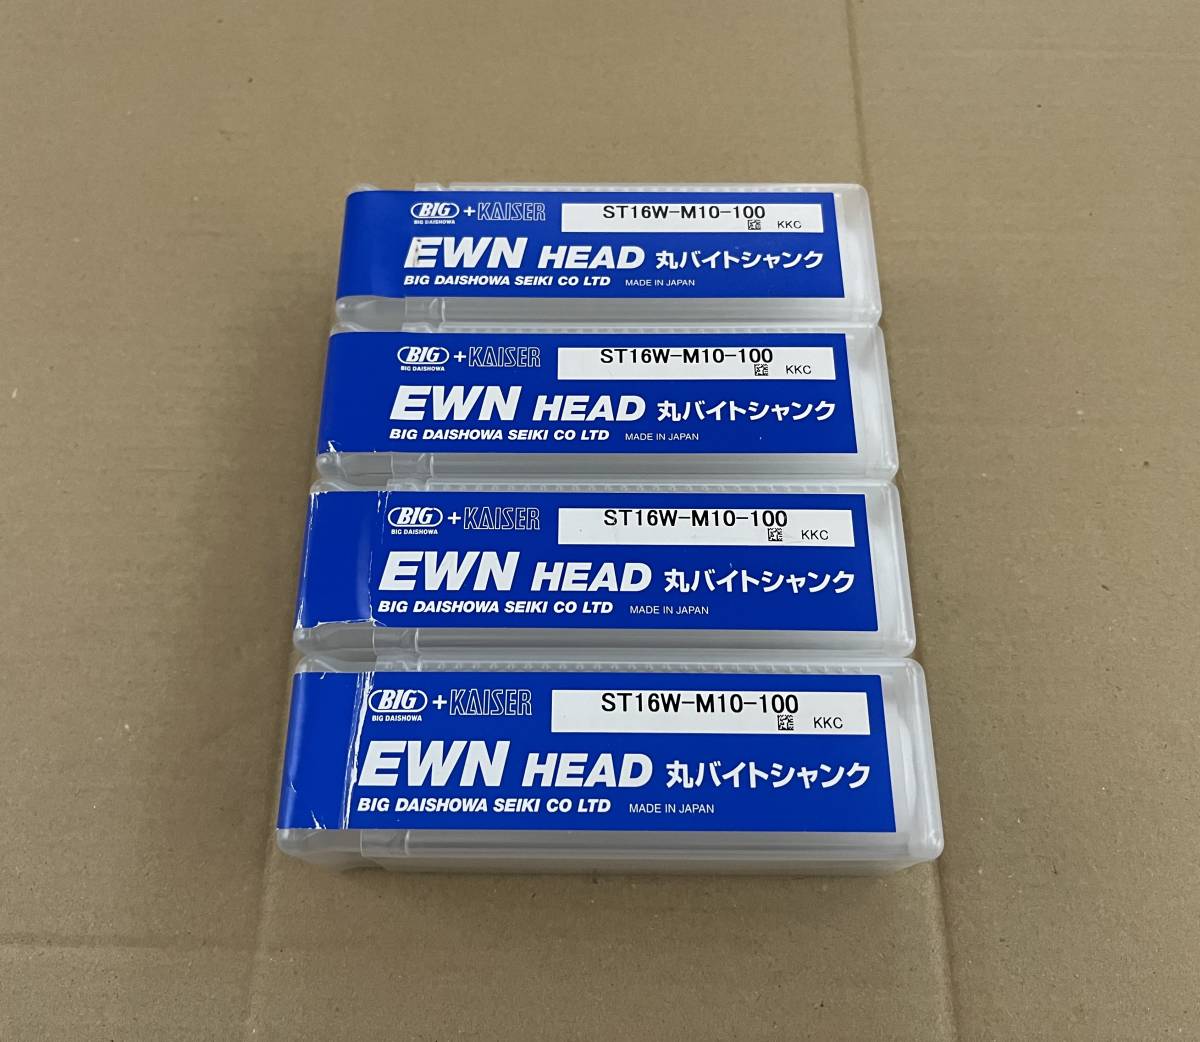 BIG +KAISER ST16W-M10-100
BIG DAISHOWA KKC
EWN HEAD 丸バイトシャンク
BIG DAISHOWA SEIKI CO LTD MADE IN JAPAN
BIG +KAISER ST16W-M10-100
BIG DAISHOWA KKC
EWN HEAD 丸バイトシャンク
BIG DAISHOWA SEIKI CO LTD MADE IN JAPAN
BIG +KAISER ST16W-M10-100
BIG DAISHOWA KKC
EWN HEAD 丸バイトシャンク
BIG DAISHOWA SEIKI CO LTD MADE IN JAPAN
BIG +KAISER ST16W-M10-100
BIG DAISHOWA KKC
EWN HEAD 丸バイトシャンク
BIG DAISHOWA SEIKI CO LTD MADE IN JAPAN